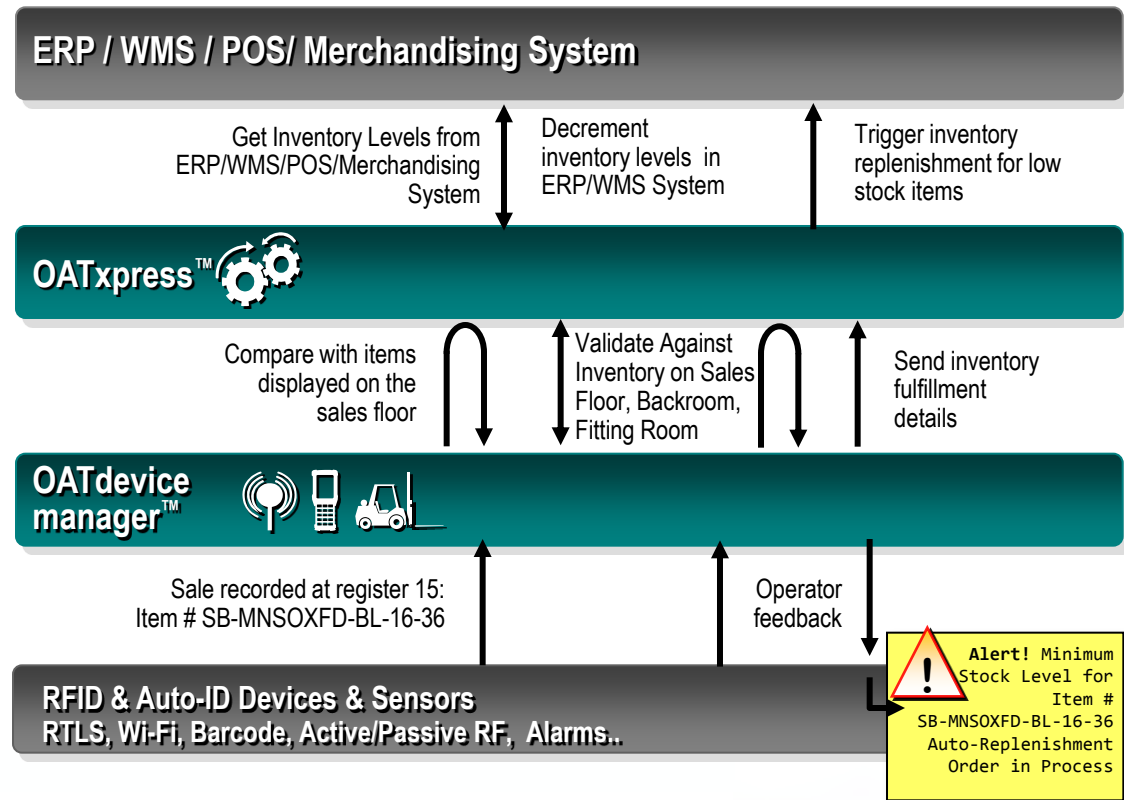 ERP / WMS / POS/ Merchandising System
Get Inventory Levels from
ERP/WMS/POS/Merchandising
System
Decrement
inventory levels in
ERP/WMS System
Trigger inventory
replenishment for low
stock items
OATxpress™
Compare with items
displayed on the
sales floor
Validate Against
Inventory on Sales
Floor, Backroom,
Fitting Room
Send inventory
fulfillment
details
OATdevice
manager™
Sale recorded at register 15:
Item # SB-MNSOXFD-BL-16-36
Operator
feedback
RFID & Auto-ID Devices & Sensors
RTLS, Wi-Fi, Barcode, Active/Passive RF, Alarms..
!
Alert! Minimum
Stock Level for
Item #
SB-MNSOXFD-BL-16-36
Auto-Replenishment
Order in Process